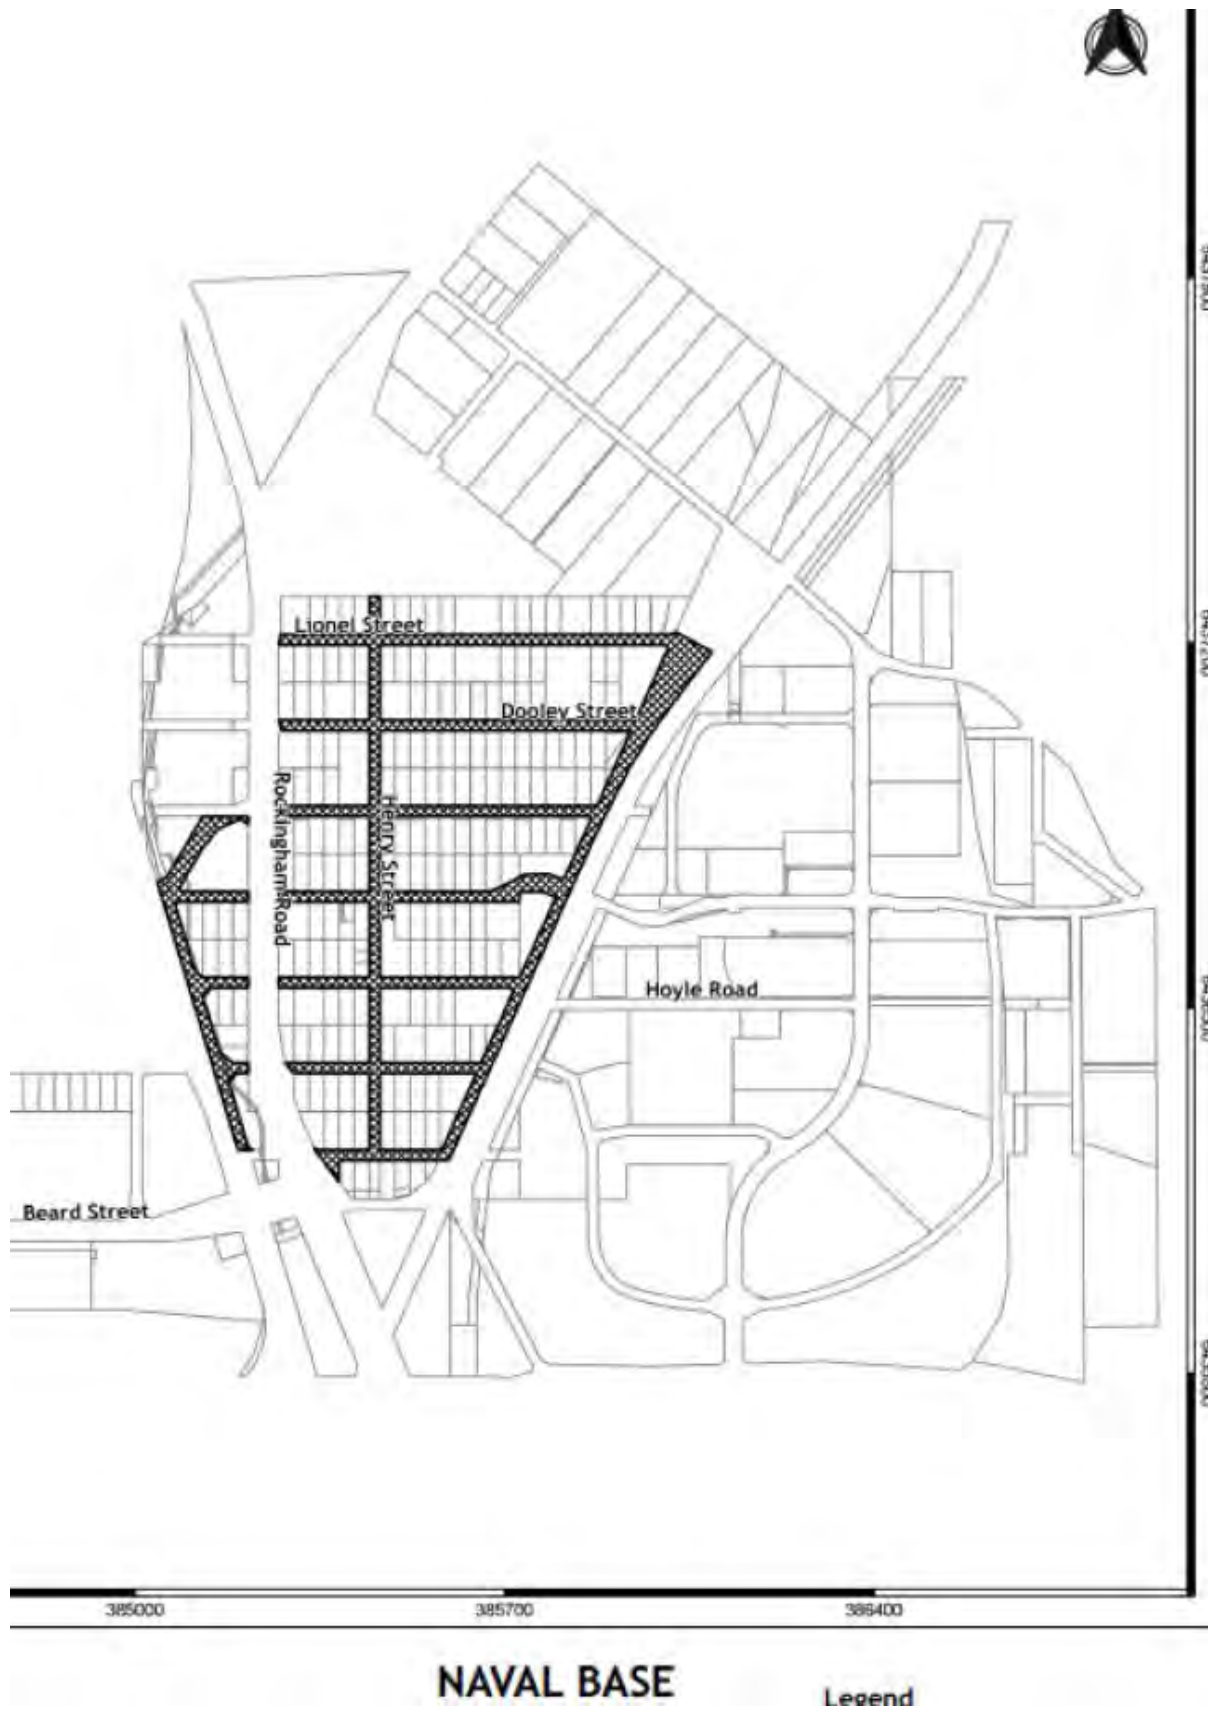 Lionel Street
Dooley Street
Rockingham Road
Henry Street
Hoyle Road
Beard Street
385000
385700
386400
NAVAL BASE
Legend